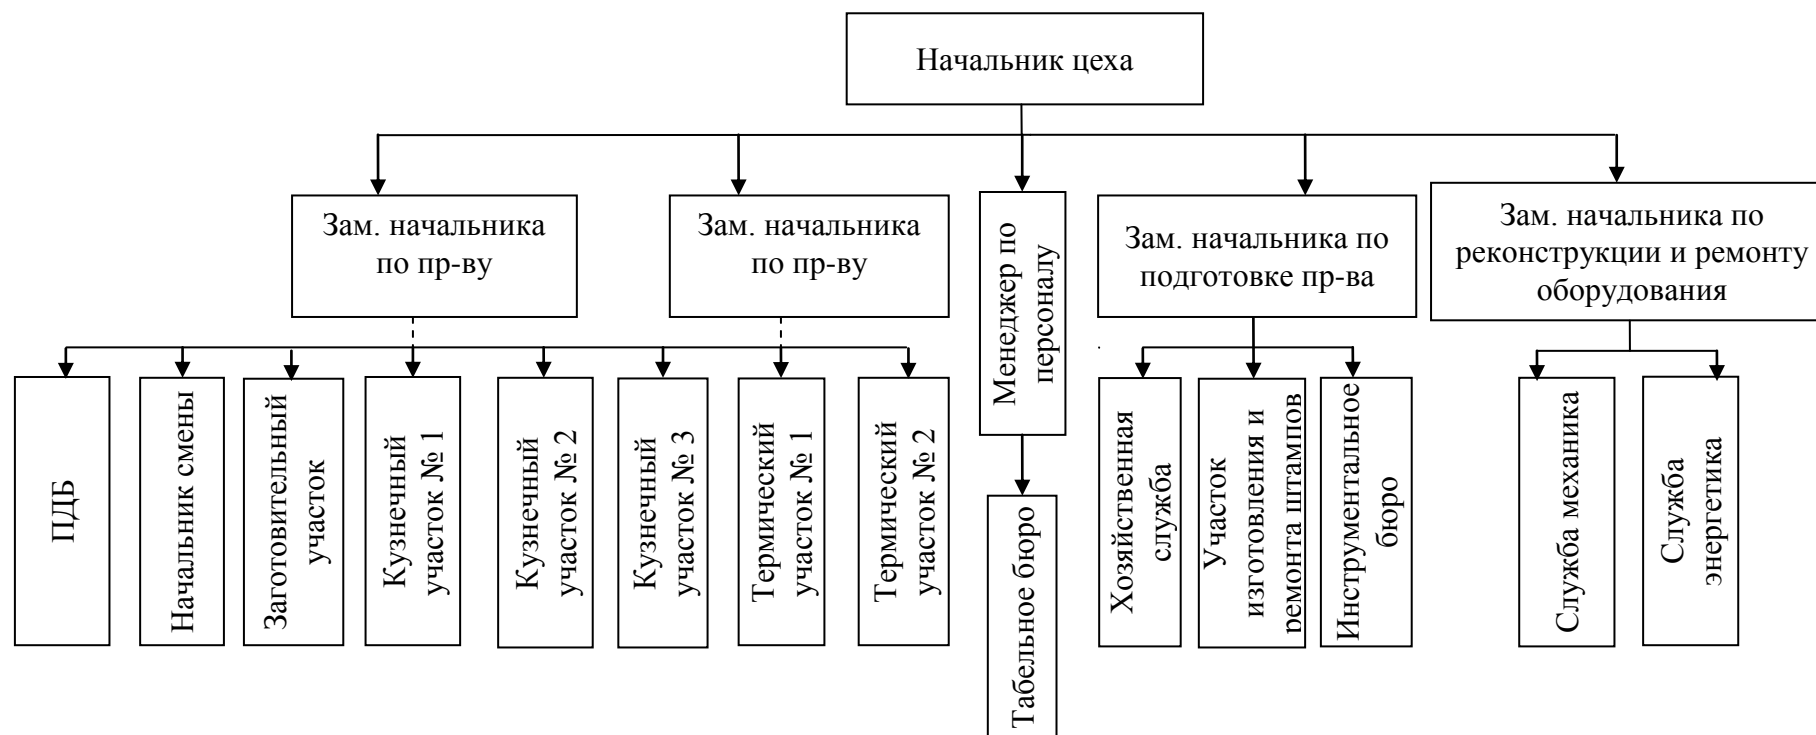 Начальник цеха
Зам. начальника
по пр-ву
Зам. начальника
по пр-ву
Менеджер по
персоналу
Зам. начальника по
подготовке пр-ва
Зам. начальника по
реконструкции и ремонту
оборудования
ПДБ
Начальник смены
Заготовительный
участок
Кузнечный
участок № 1
Кузнечный
участок № 2
Кузнечный
участок № 3
Термический
участок № 1
Термический
участок № 2
Табельное бюро
Хозяйственная
служба
Участок
изготовления и
ремонта штампов
Инструментальное
бюро
Служба механика
Служба
энергетика